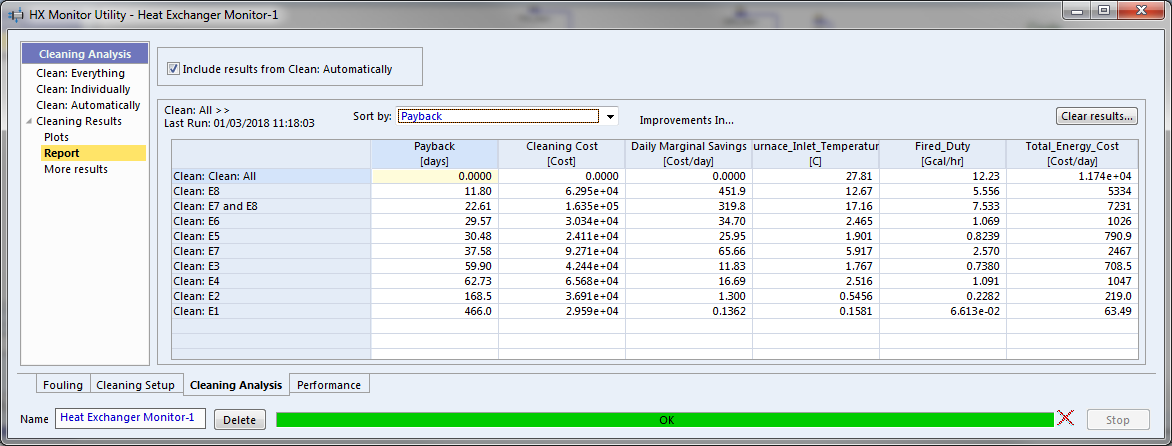 HX Monitor Utility - Heat Exchanger Monitor-1
Cleaning Analysis
Clean: Everything
Clean: Individually
Clean: Automatically
Cleaning Results
Plots
Report
More results
Include results from Clean: Automatically
Clean: All >>
Last Run: 01/03/2018 11:18:03
Sort by: Payback
Improvements In...
Clear results...
Payback [days] Cleaning Cost [Cost] Daily Marginal Savings [Cost/day] urnace_Inlet_Temperatur [C] Fired_Duty [Gcal/hr] Total_Energy_Cost [Cost/day]
Clean: Clean: All 0.0000 0.0000 0.0000 27.81 12.23 1.174e+04
Clean: E8 11.80 6.295e+04 451.9 12.67 5.556 5334
Clean: E7 and E8 22.61 1.635e+05 319.8 17.16 7.533 7231
Clean: E6 29.57 3.034e+04 34.70 2.465 1.069 1026
Clean: E5 30.48 2.411e+04 25.95 1.901 0.8239 790.9
Clean: E7 37.58 9.271e+04 65.66 5.917 2.570 2467
Clean: E3 59.90 4.244e+04 11.83 1.767 0.7380 708.5
Clean: E4 62.73 6.568e+04 16.69 2.516 1.091 1047
Clean: E2 168.5 3.691e+04 1.300 0.5456 0.2282 219.0
Clean: E1 466.0 2.959e+04 0.1362 0.1581 6.613e-02 63.49
Fouling Cleaning Setup Cleaning Analysis Performance
Name Heat Exchanger Monitor-1 Delete OK Stop